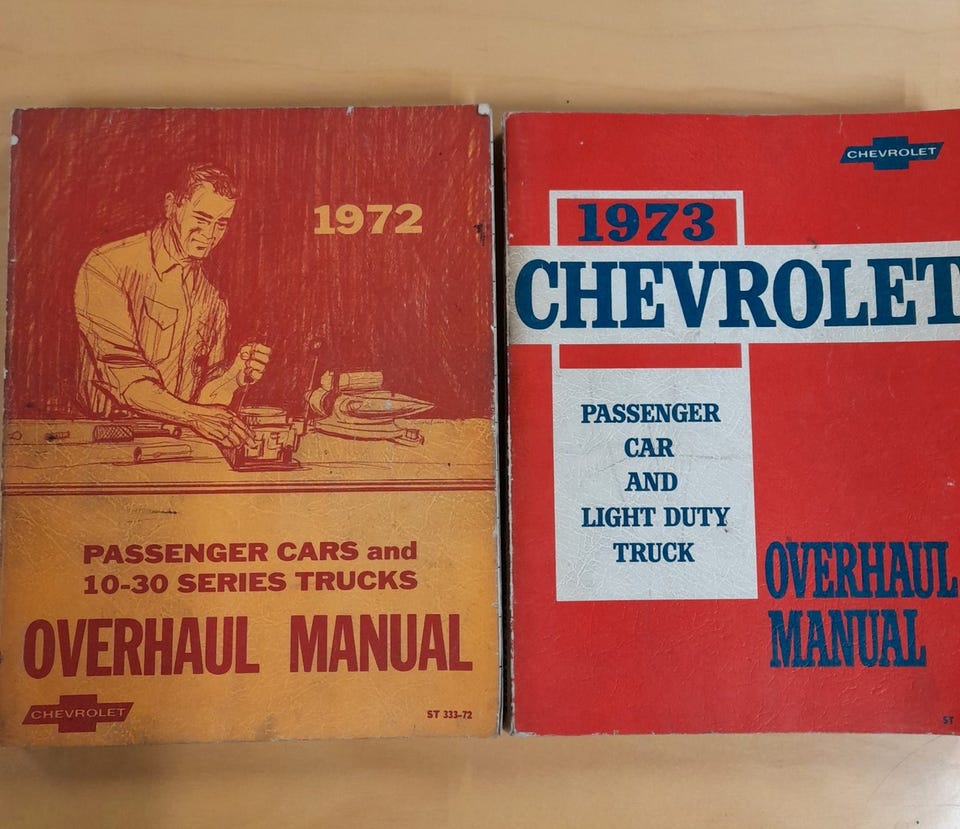 1972
PASSENGER CARS and
10-30 SERIES TRUCKS
OVERHAUL MANUAL
CHEVROLET
ST 333-72
CHEVROLET
1973
CHEVROLET
PASSENGER
CAR
AND
LIGHT DUTY
TRUCK
OVERHAUL
MANUAL
ST